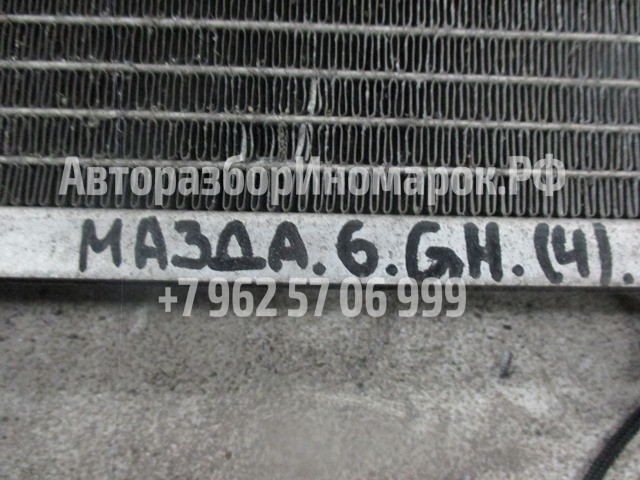 АвторазборИномарок.РФ
МАЗДА.6.GH.(4).
+7 962 57 06 999